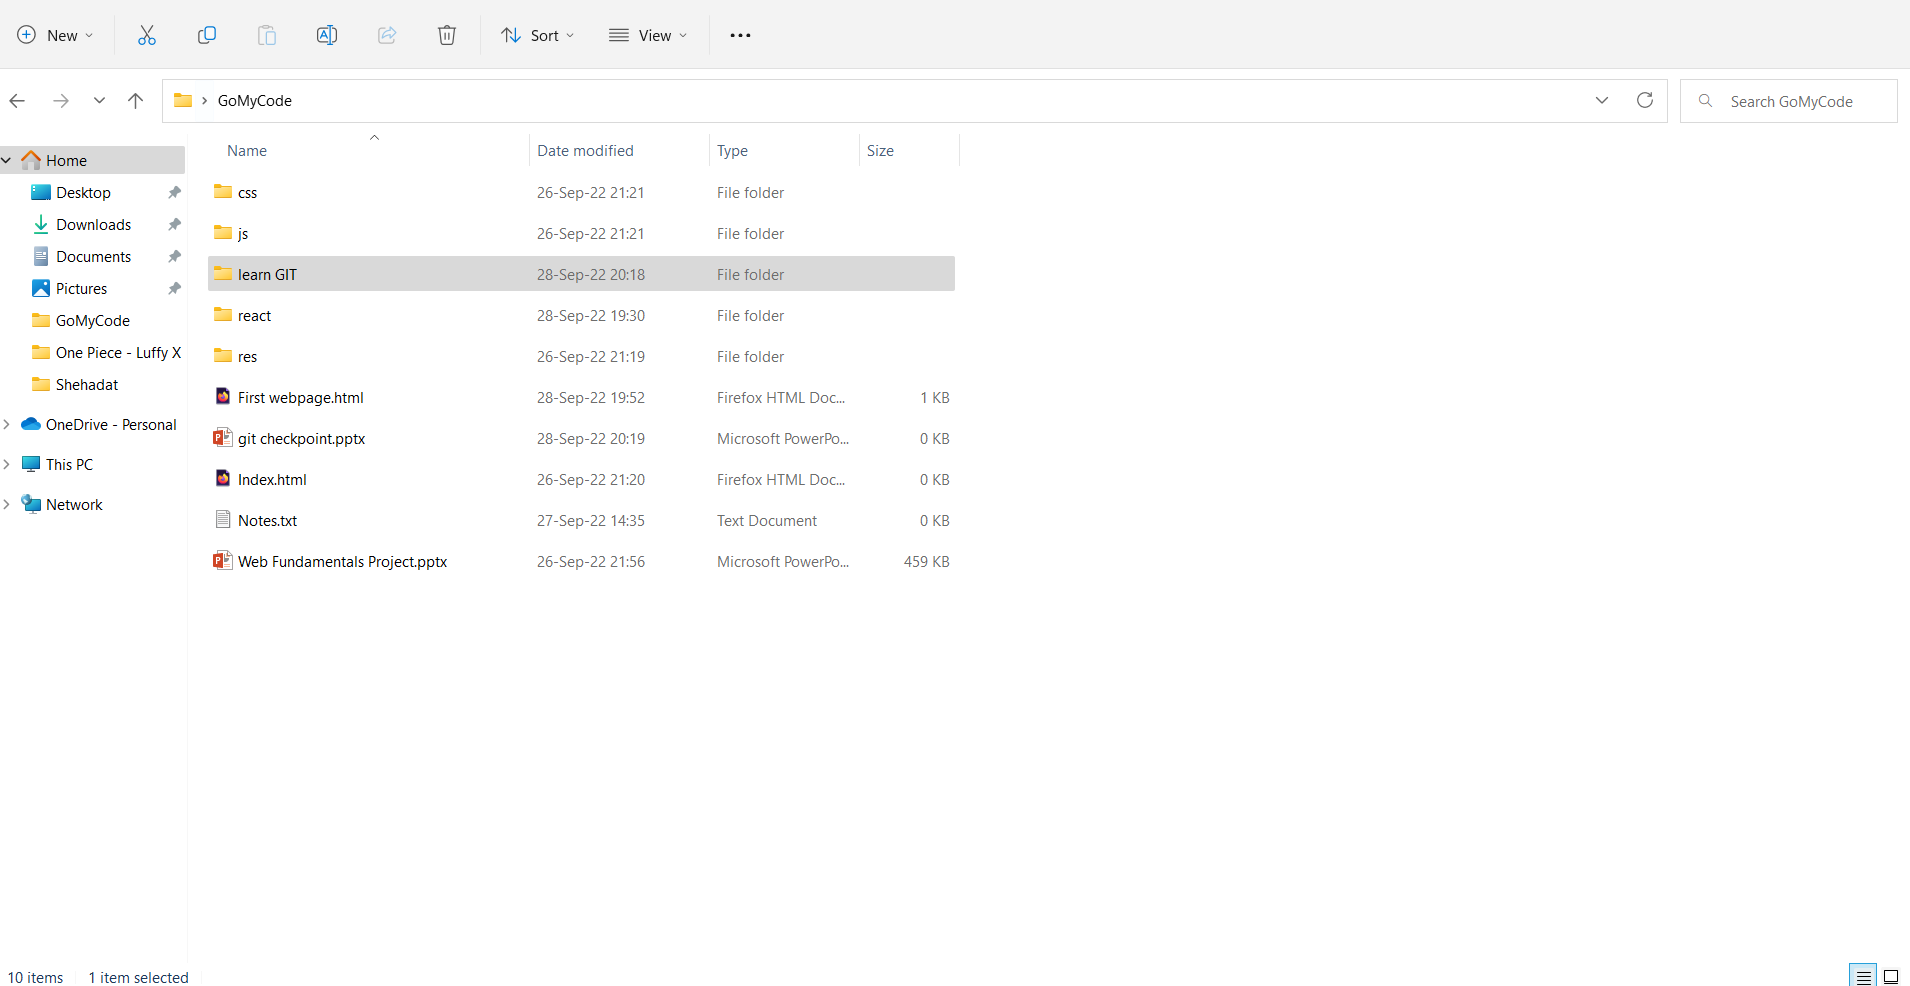 New Sort View
GoMyCode Search GoMyCode
Name Date modified Type Size
Home
Desktop
Downloads
Documents
Pictures
GoMyCode
One Piece - Luffy X
Shehadat
OneDrive - Personal
This PC
Network
css 26-Sep-22 21:21 File folder
js 26-Sep-22 21:21 File folder
learn GIT 28-Sep-22 20:18 File folder
react 28-Sep-22 19:30 File folder
res 26-Sep-22 21:19 File folder
First webpage.html 28-Sep-22 19:52 Firefox HTML Doc... 1 KB
git checkpoint.pptx 28-Sep-22 20:19 Microsoft PowerPo... 0 KB
Index.html 26-Sep-22 21:20 Firefox HTML Doc... 0 KB
Notes.txt 27-Sep-22 14:35 Text Document 0 KB
Web Fundamentals Project.pptx 26-Sep-22 21:56 Microsoft PowerPo... 459 KB
10 items 1 item selected